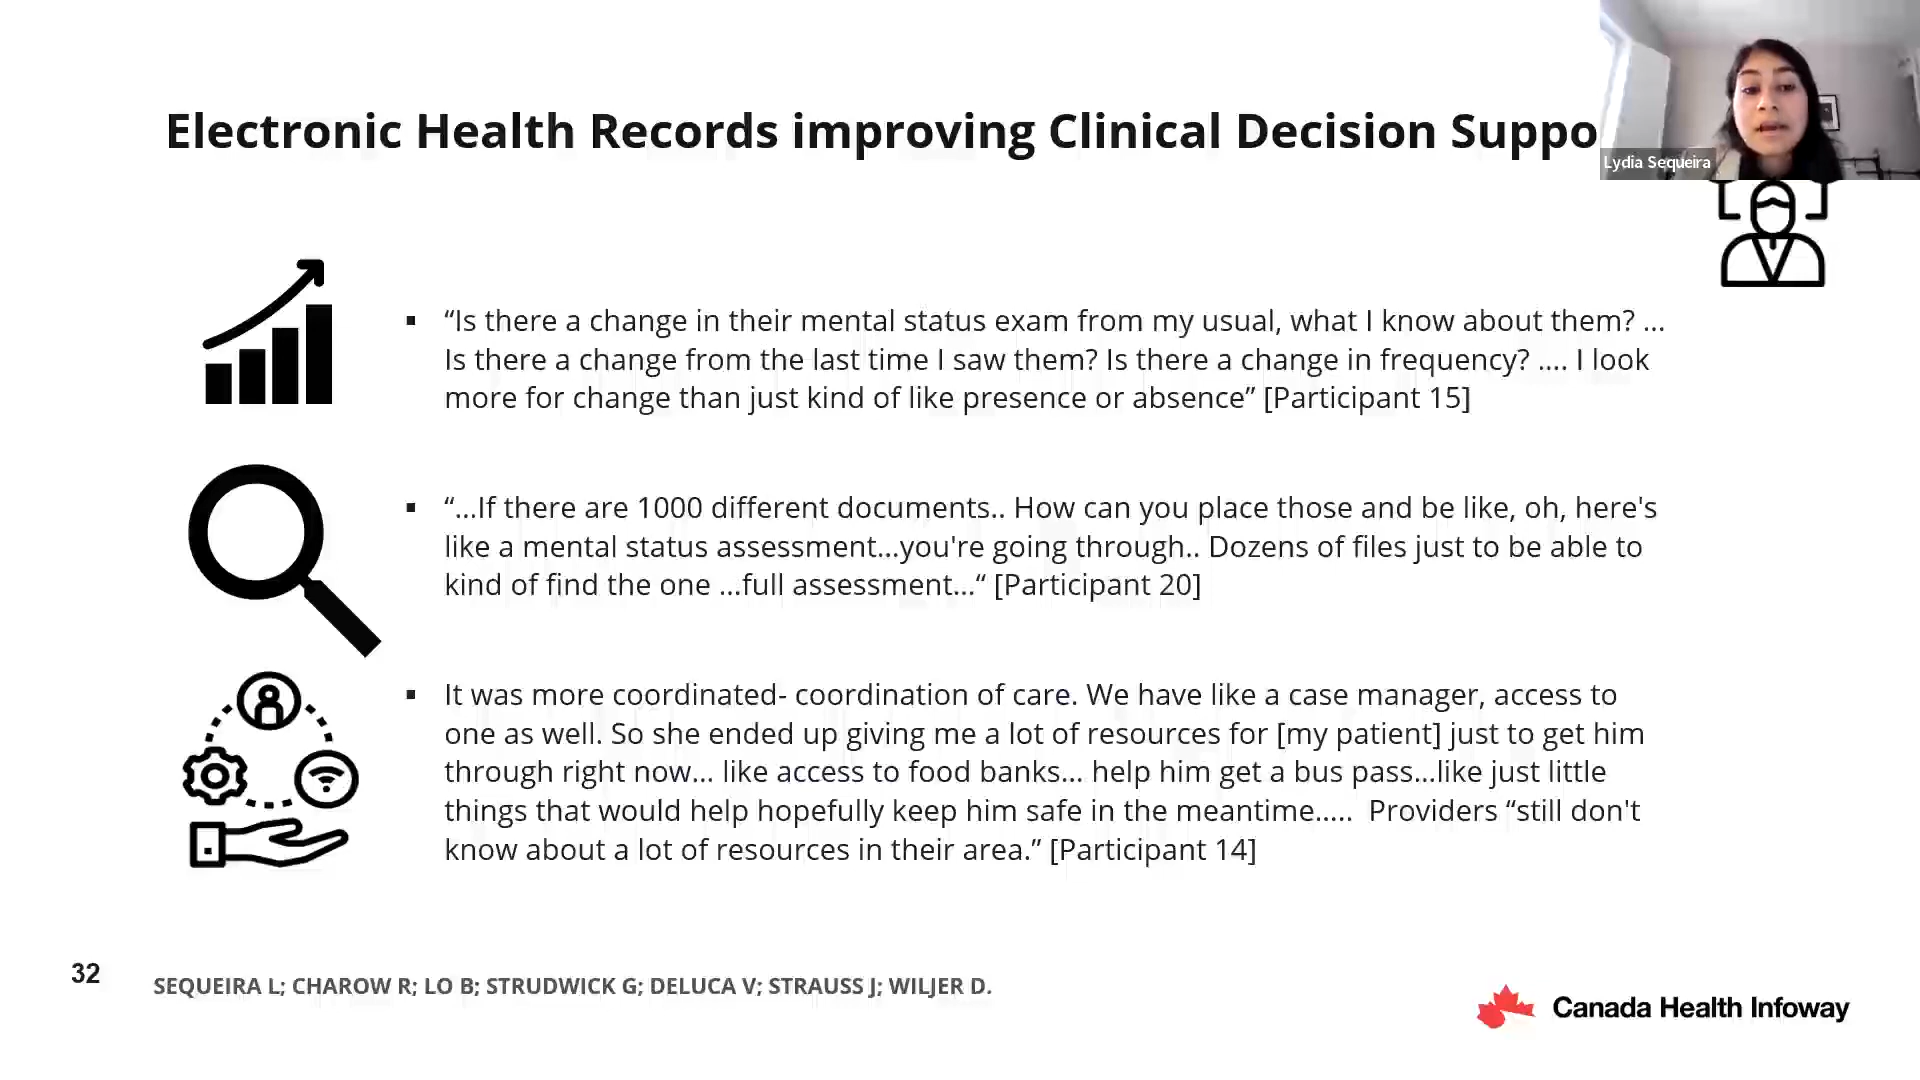 Electronic Health Records improving Clinical Decision
Lydia Sequeira
▪ “Is there a change in their mental status exam from my usual, what I know about them? ...
Is there a change from the last time I saw them? Is there a change in frequency? .... I look
more for change than just kind of like presence or absence” [Participant 15]
▪ “...If there are 1000 different documents.. How can you place those and be like, oh, here's
like a mental status assessment...you're going through.. Dozens of files just to be able to
kind of find the one ...full assessment...“ [Participant 20]
▪ It was more coordinated- coordination of care. We have like a case manager, access to
one as well. So she ended up giving me a lot of resources for [my patient] just to get him
through right now... like access to food banks... help him get a bus pass...like just little
things that would help hopefully keep him safe in the meantime..... Providers “still don't
know about a lot of resources in their area.” [Participant 14]
32
SEQUEIRA L; CHAROW R; LO B; STRUDWICK G; DELUCA V; STRAUSS J; WILJER D.
Canada Health Infoway